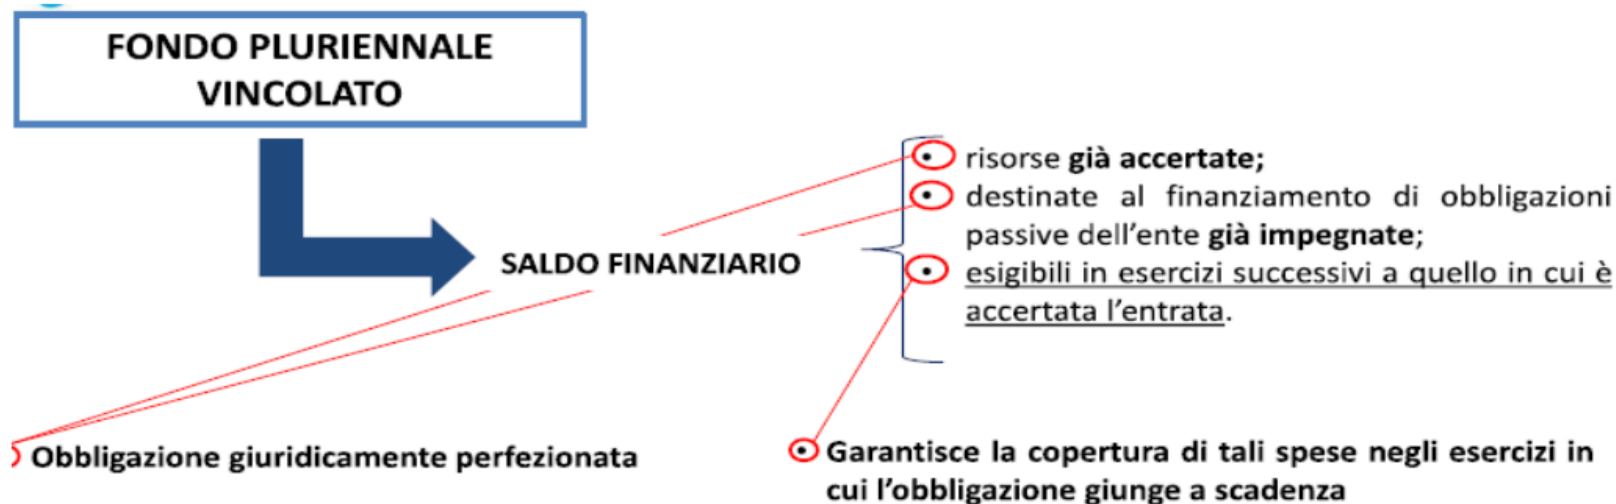 FONDO PLURIENNALE
VINCOLATO
SALDO FINANZIARIO
• risorse già accertate;
• destinate al finanziamento di obbligazioni
passive dell'ente già impegnate;
• esigibili in esercizi successivi a quello in cui è
accertata l'entrata.
Obbligazione giuridicamente perfezionata
• Garantisce la copertura di tali spese negli esercizi in
cui l'obbligazione giunge a scadenza